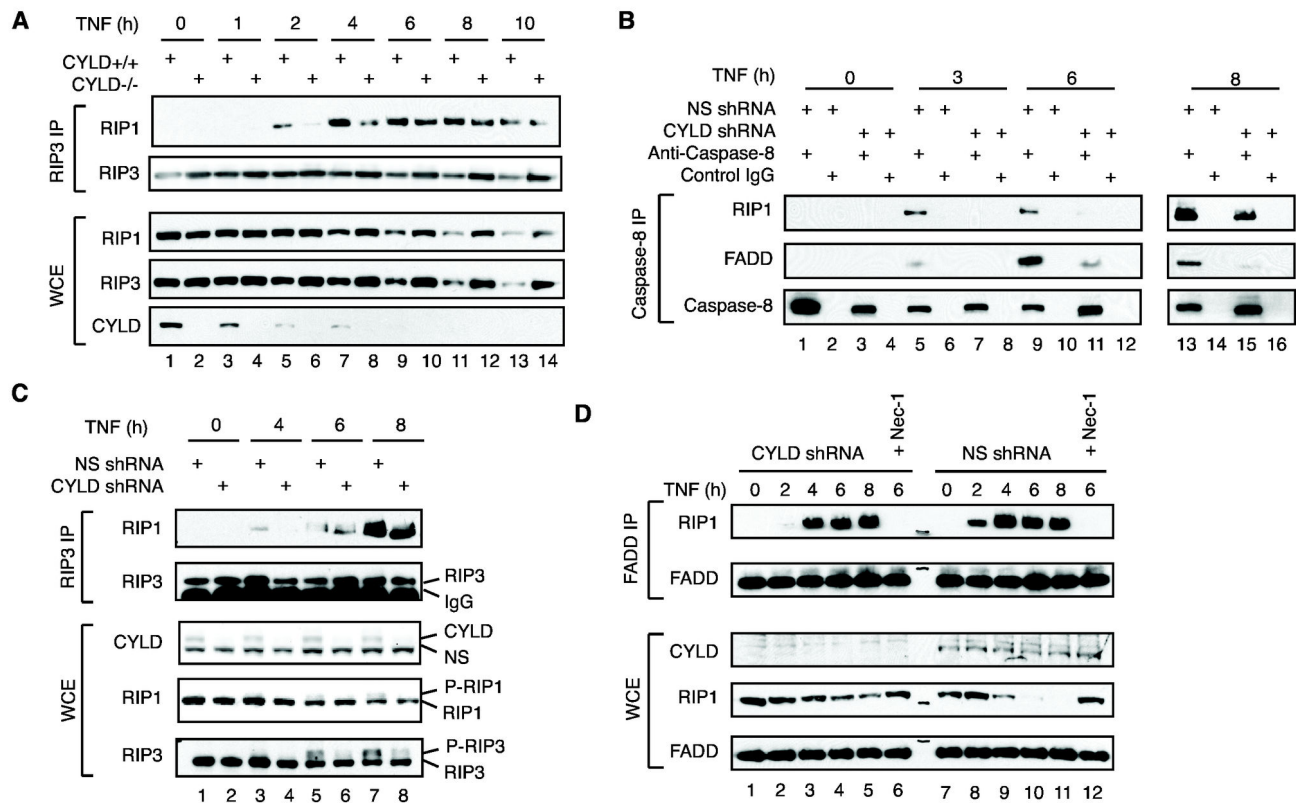 A
TNF (h) 0 1 2 4 6 8 10
CYLD+/+ + + + + + + +
CYLD-/- + + + + + + +
RIP3 IP
RIP1
RIP3
WCE
RIP1
RIP3
CYLD
1 2 3 4 5 6 7 8 9 10 11 12 13 14
B
TNF (h) 0 3 6 8
NS shRNA + + + + + + + +
CYLD shRNA + + + + + + + +
Anti-Caspase-8 + + + + + + + +
Control IgG + + + + + + + +
Caspase-8 IP
RIP1
FADD
Caspase-8
1 2 3 4 5 6 7 8 9 10 11 12 13 14 15 16
C
TNF (h) 0 4 6 8
NS shRNA + + + +
CYLD shRNA + + + +
RIP3 IP
RIP1
RIP3 RIP3
IgG
WCE
CYLD CYLD
NS
RIP1 P-RIP1
RIP1
RIP3 P-RIP3
RIP3
1 2 3 4 5 6 7 8
D
CYLD shRNA + Nec-1 NS shRNA + Nec-1
TNF (h) 0 2 4 6 8 6 0 2 4 6 8 6
FADD IP
RIP1
FADD
WCE
CYLD
RIP1
FADD
1 2 3 4 5 6 7 8 9 10 11 12